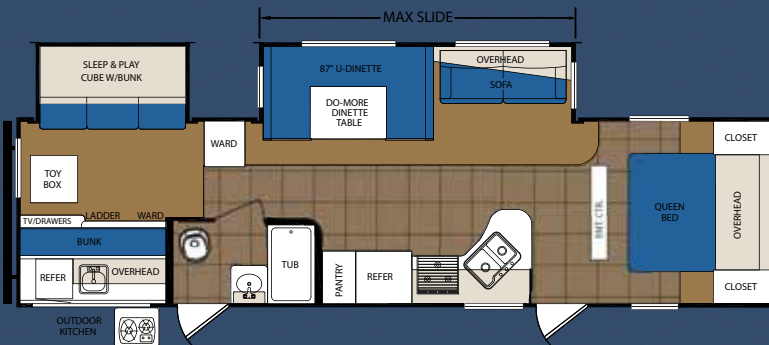 MAX SLIDE
SLEEP & PLAY
CUBE W/BUNK
87" U-DINETTE
DO-MORE
DINETTE
TABLE
OVERHEAD
SOFA
WARD
CLOSET
TOY
BOX
QUEEN
BED
OVERHEAD
ENT. CTR.
TV/DRAWERS
LADDER
WARD
BUNK
REFER
OVERHEAD
TUB
PANTRY
REFER
CLOSET
OUTDOOR
KITCHEN